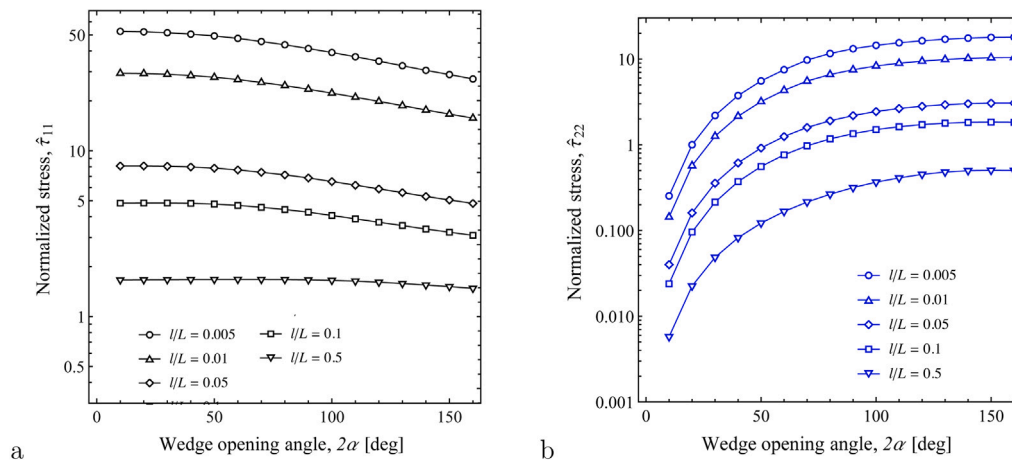 50
10
5
1
0.5
0
50
100
150
Normalized stress, τ̂11
Wedge opening angle, 2α [deg]
l/L = 0.005
l/L = 0.01
l/L = 0.05
l/L = 0.1
l/L = 0.5
a
10
1
0.100
0.010
0.001
0
50
100
150
Normalized stress, τ̂22
Wedge opening angle, 2α [deg]
l/L = 0.005
l/L = 0.01
l/L = 0.05
l/L = 0.1
l/L = 0.5
b